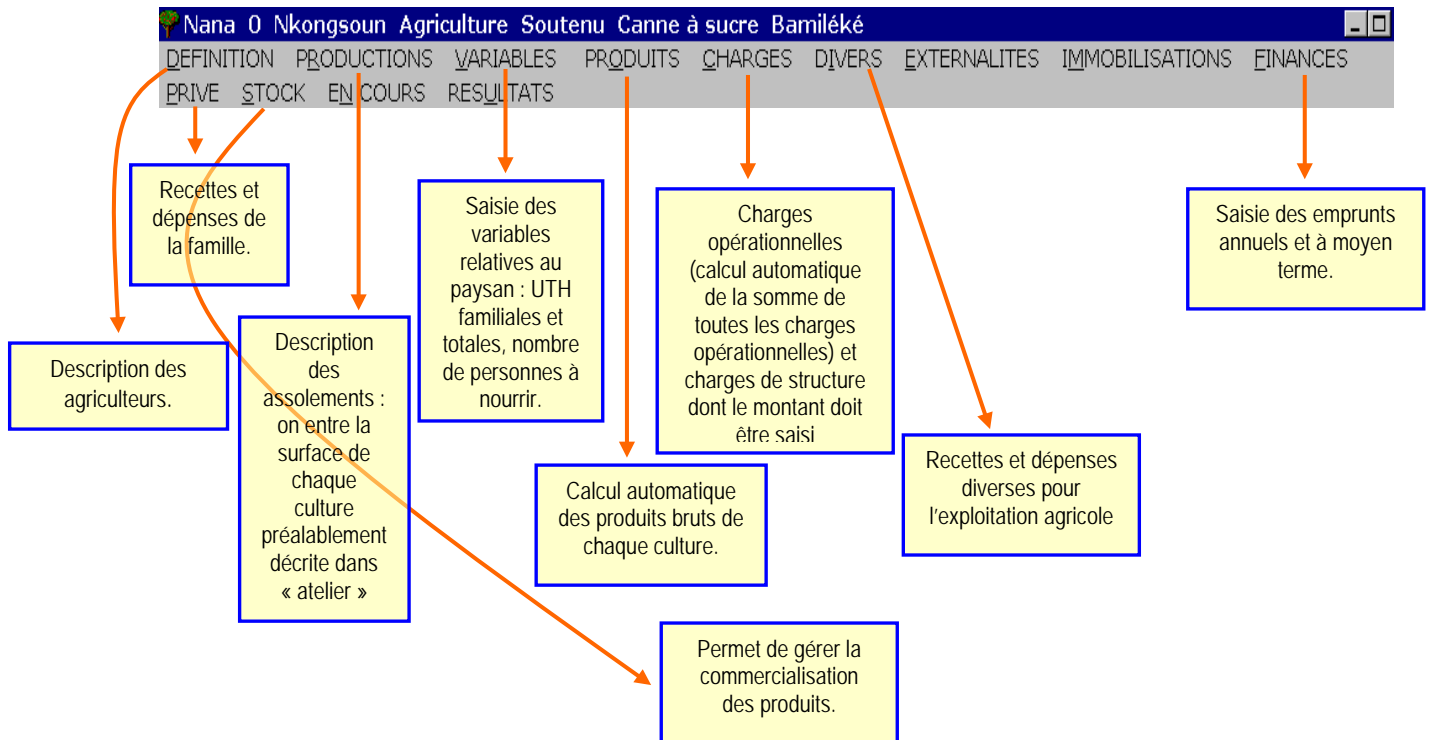 Nana 0 Nkongsoun Agriculture Soutenu Canne à sucre Bamiléké
DEFINITION PRODUCTIONS VARIABLES PRODUITS CHARGES DIVERS EXTERNALITES IMMOBILISATIONS FINANCES
PRIVE STOCK EN COURS RESULTATS
Recettes et
dépenses de
la famille.
Saisie des
variables
relatives au
paysan : UTH
familiales et
totales, nombre
de personnes à
nourrir.
Charges
opérationnelles
(calcul automatique
de la somme de
toutes les charges
opérationnelles) et
charges de structure
dont le montant doit
être saisi
Saisie des emprunts
annuels et à moyen
terme.
Description des
agriculteurs.
Description
des
assolements :
on entre la
surface de
chaque
culture
préalablement
décrite dans
« atelier »
Calcul automatique
des produits bruts de
chaque culture.
Recettes et dépenses
diverses pour
l'exploitation agricole
Permet de gérer la
commercialisation
des produits.